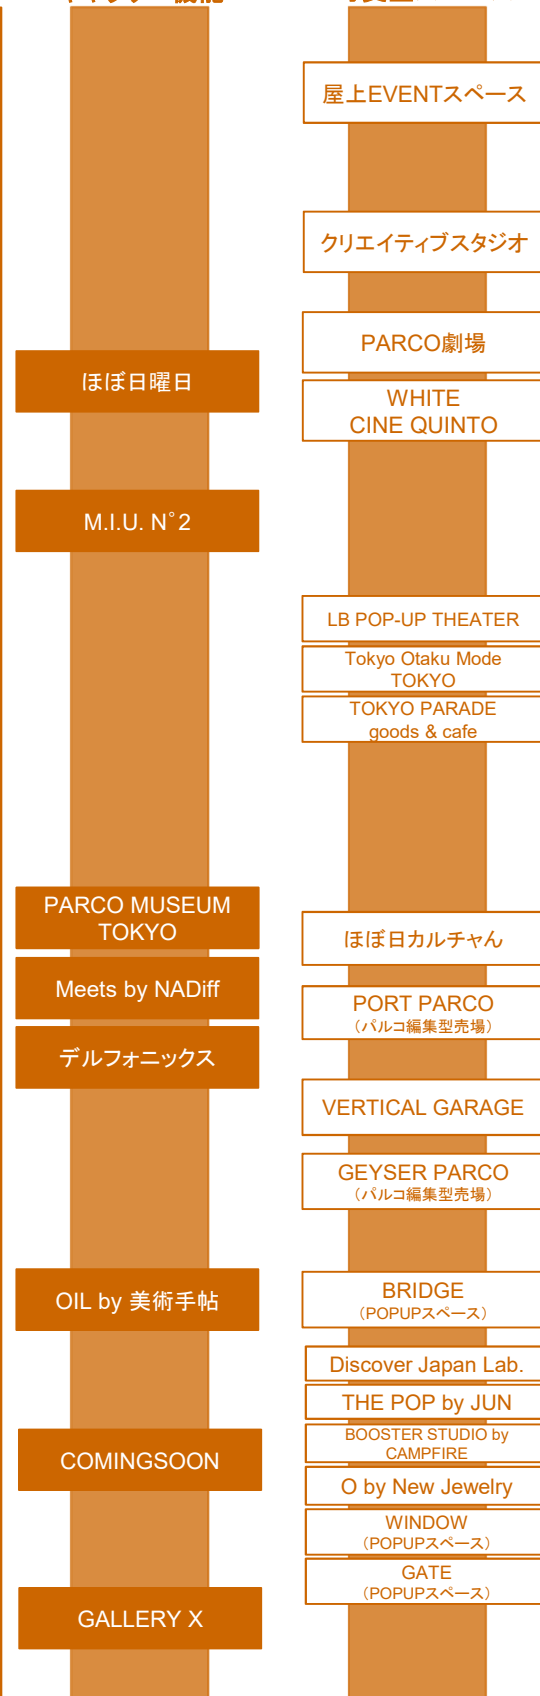 屋上EVENTスペース
クリエイティブスタジオ
PARCO劇場
ほぼ日曜日
WHITE
CINE QUINTO
M.I.U. N°2
LB POP-UP THEATER
Tokyo Otaku Mode
TOKYO
TOKYO PARADE
goods & cafe
PARCO MUSEUM
TOKYO
ほぼ日カルチャん
Meets by NADiff
PORT PARCO
（パルコ編集型売場）
デルフォニックス
VERTICAL GARAGE
GEYSER PARCO
（パルコ編集型売場）
OIL by 美術手帖
BRIDGE
（POPUPスペース）
Discover Japan Lab.
THE POP by JUN
BOOSTER STUDIO by
CAMPFIRE
COMINGSOON
O by New Jewelry
WINDOW
（POPUPスペース）
GATE
（POPUPスペース）
GALLERY X